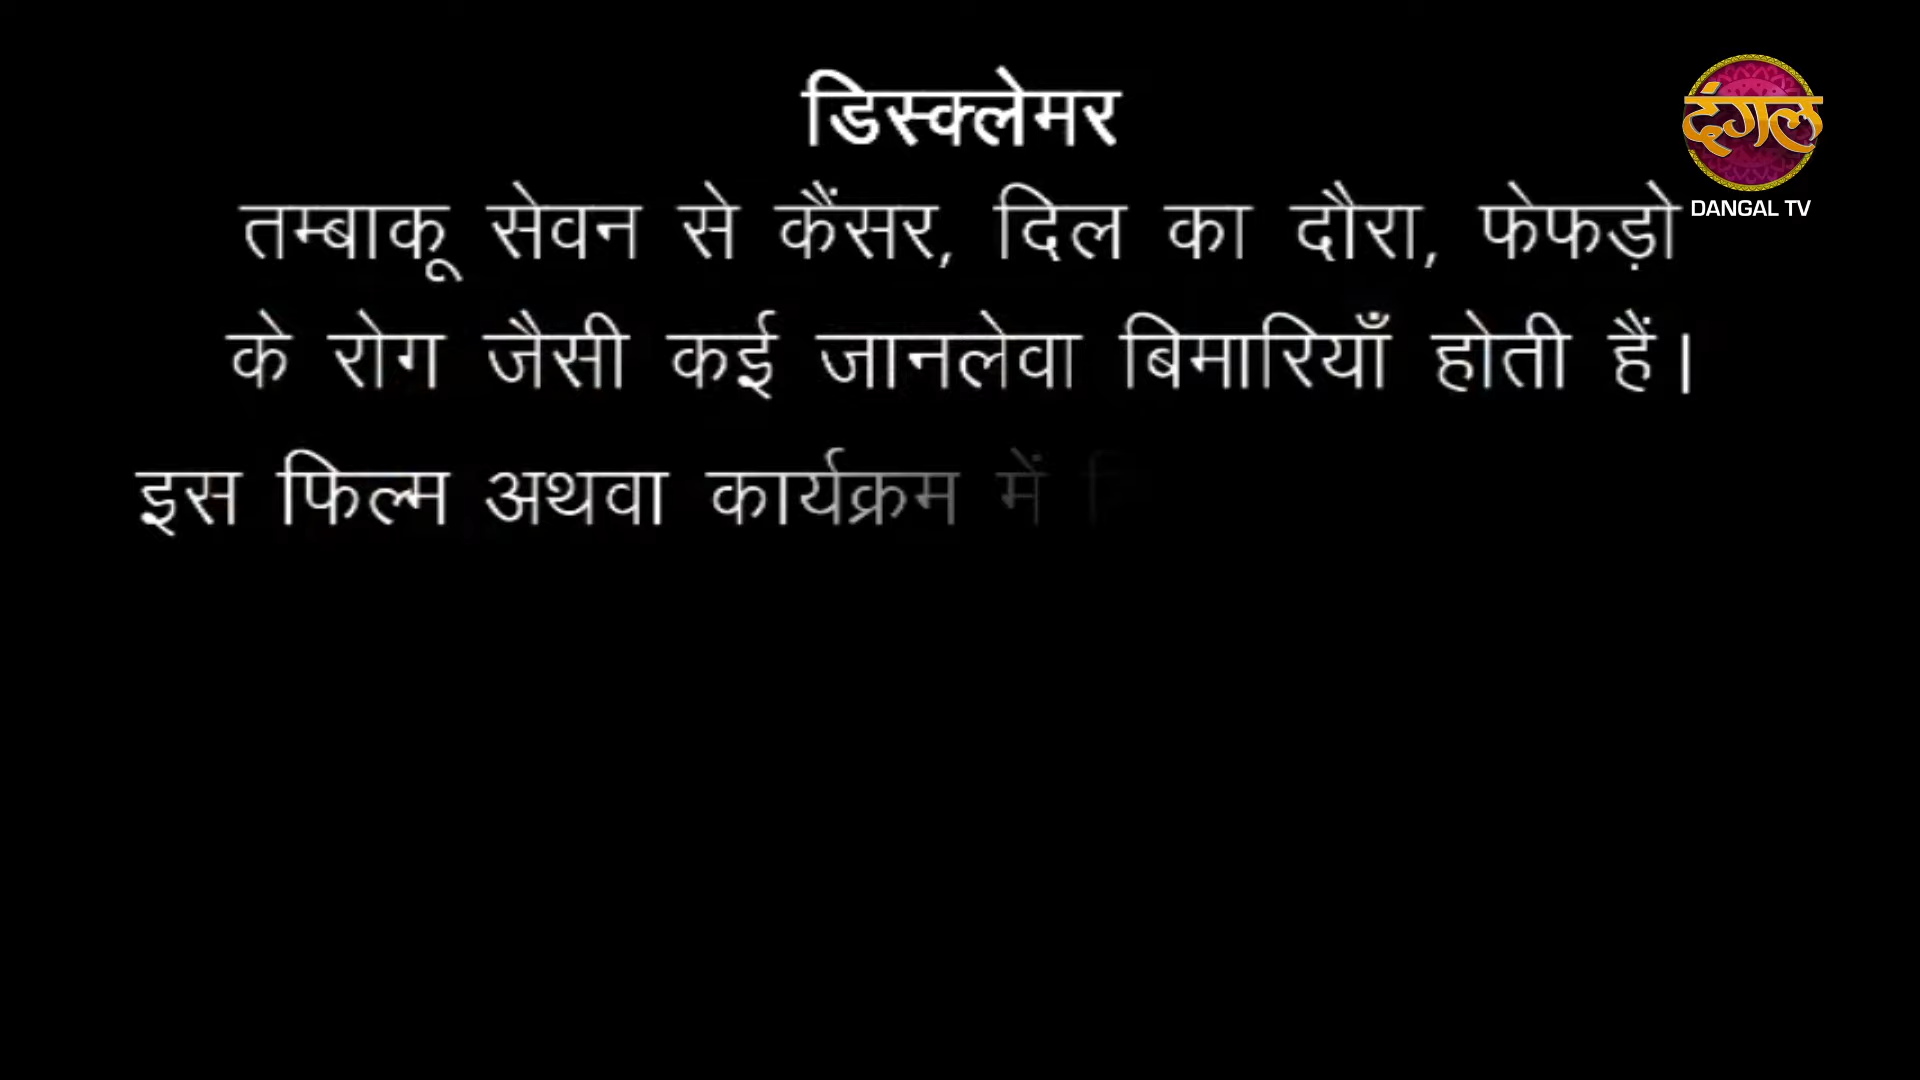 डिस्क्लेमर
दंगल
DANGAL TV
तम्बाकू सेवन से कैंसर, दिल का दौरा, फेफड़ो
के रोग जैसी कई जानलेवा बिमारियाँ होती हैं।
इस फिल्म अथवा कार्यक्रम में